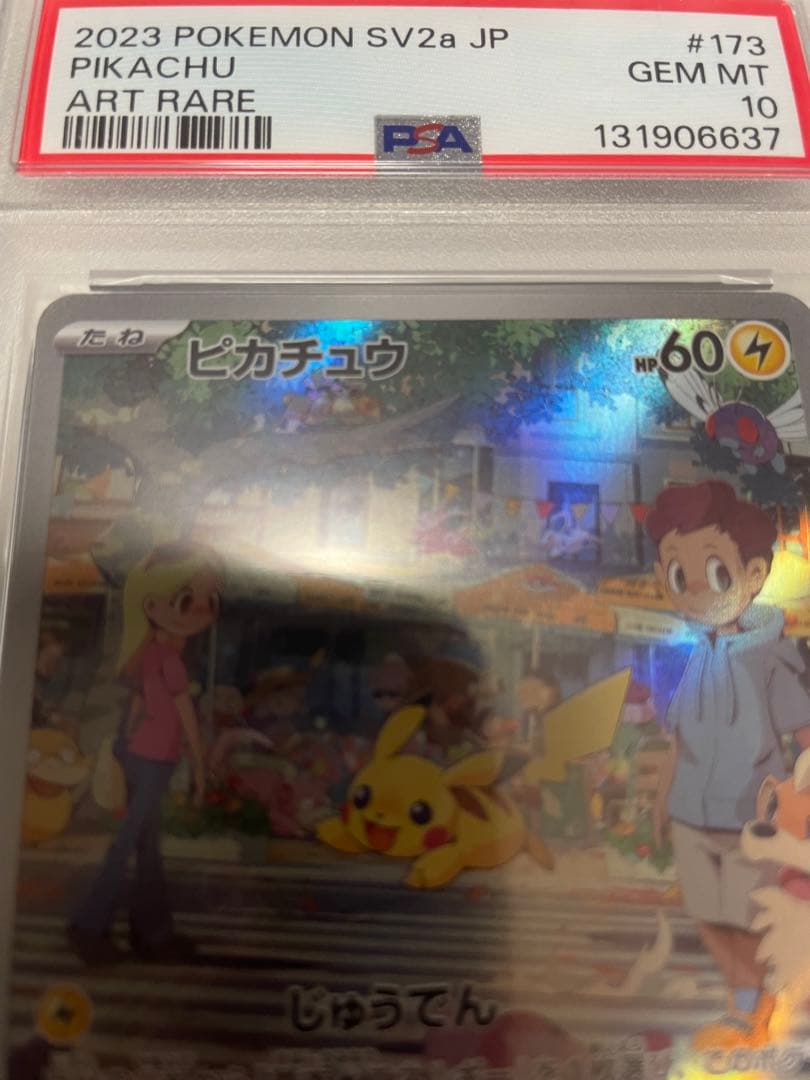 2023 POKEMON SV2a JP #173
PIKACHU GEM MT
ART RARE 10
PSA 131906637
たね ピカチュウ HP60
じゅうでん